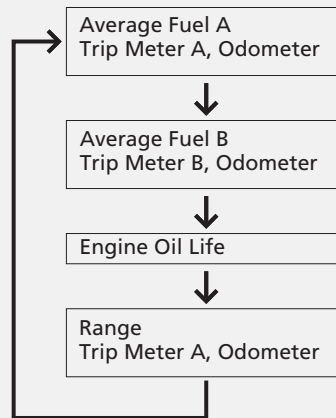 Average Fuel A
Trip Meter A, Odometer
Average Fuel B
Trip Meter B, Odometer
Engine Oil Life
Range
Trip Meter A, Odometer